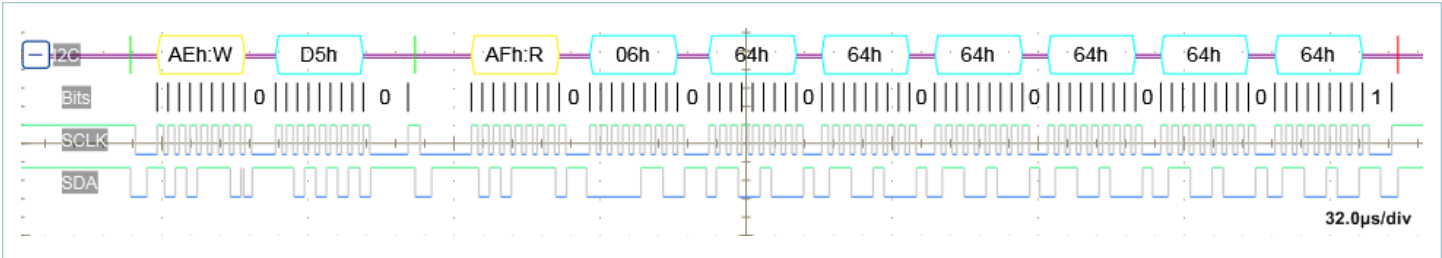 I2C AEh:W D5h AFh:R 06h 64h 64h 64h 64h 64h 64h
Bits 0 0 0 0 0 0 0 0 0 1
SCLK
SDA
32.0µs/div